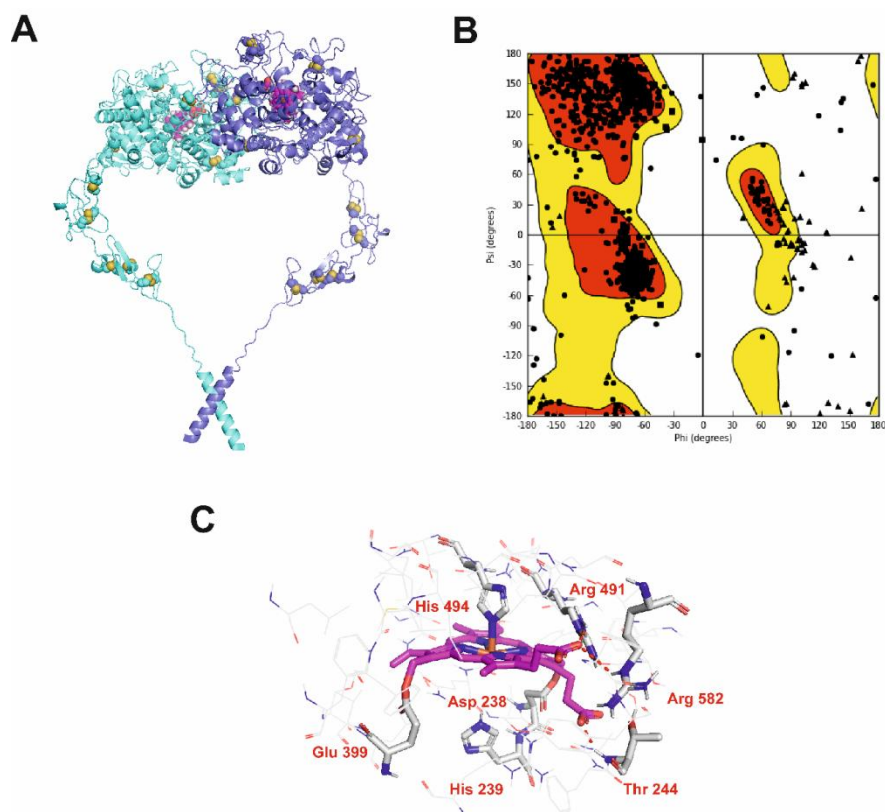 A
B
180
150
120
90
60
30
0
-30
-60
-90
-120
-150
-180
Psi (degrees)
-180 -150 -120 -90 -60 -30 0 30 60 90 120 150 180
Phi (degrees)
C
His 494
Arg 491
Asp 238
Arg 582
Glu 399
His 239
Thr 244